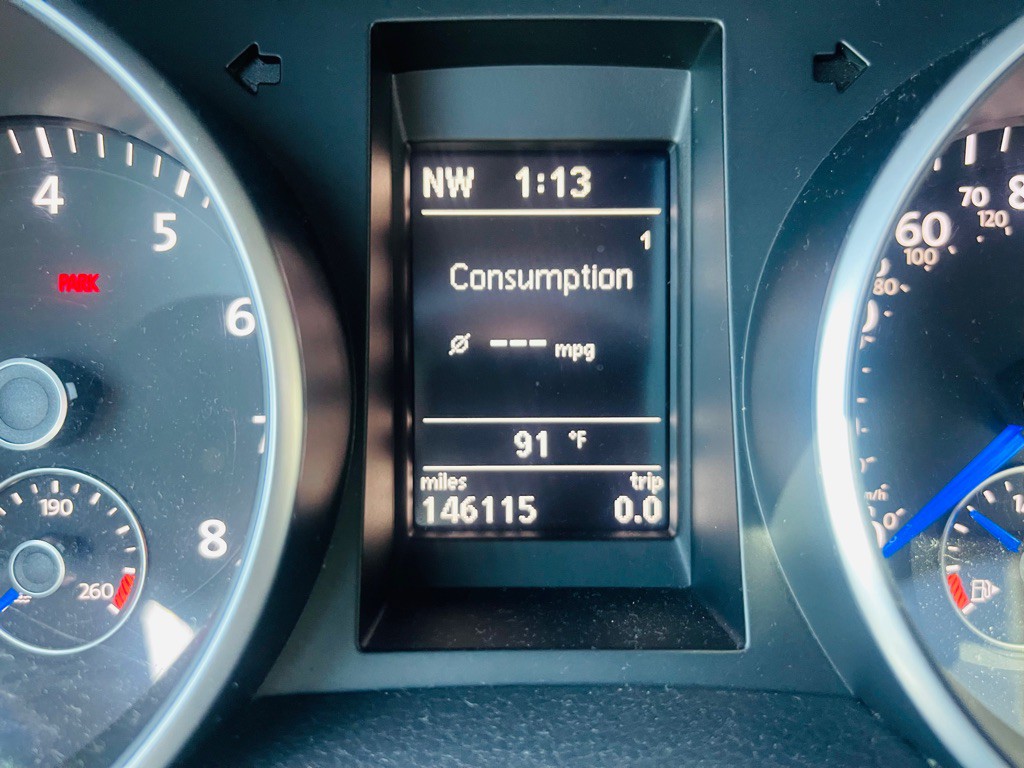 NW 1:13
1
Consumption
Ø --- mpg
91 °F
miles trip
146115 0.0
4
5
PARK
6
7
8
190
260
60
70
80
100
120